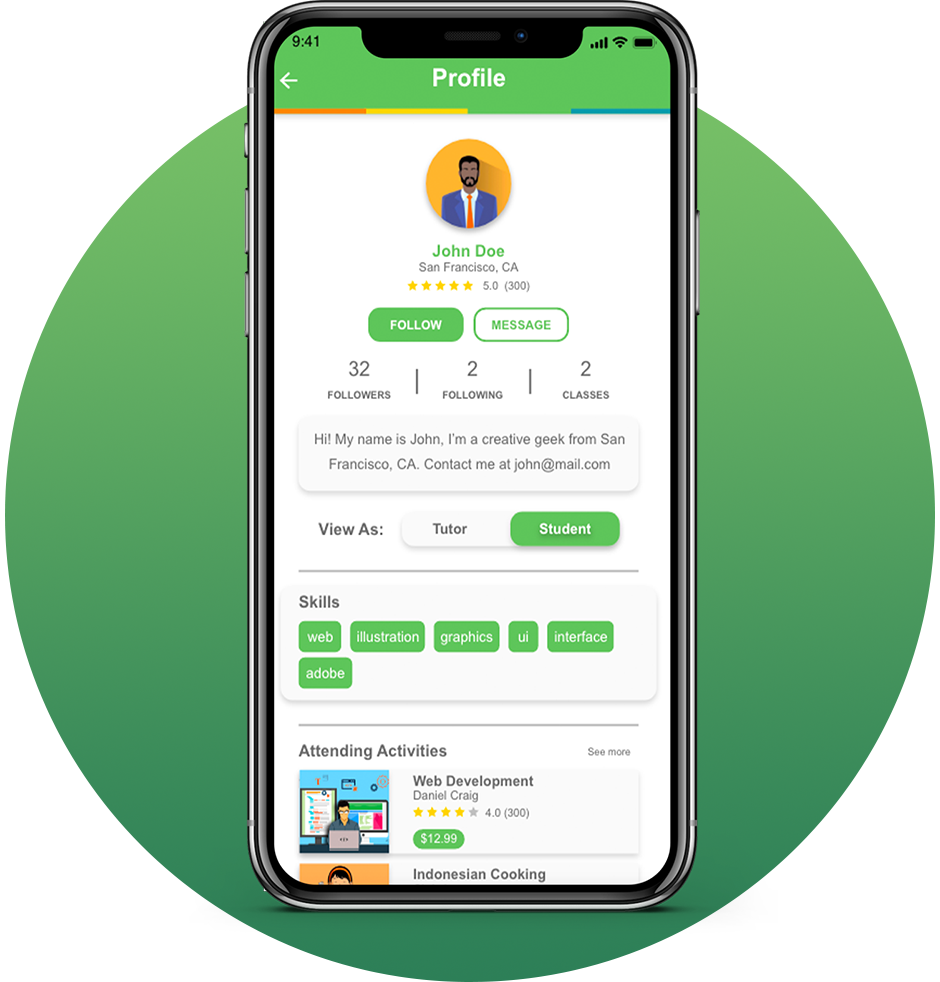 9:41
Profile
John Doe
San Francisco, CA
5.0 (300)
FOLLOW MESSAGE
32 2 2
FOLLOWERS FOLLOWING CLASSES
Hi! My name is John, I'm a creative geek from San
Francisco, CA. Contact me at john@mail.com
View As: Tutor Student
Skills
web illustration graphics ui interface
adobe
Attending Activities See more
Web Development
Daniel Craig
4.0 (300)
$12.99
Indonesian Cooking